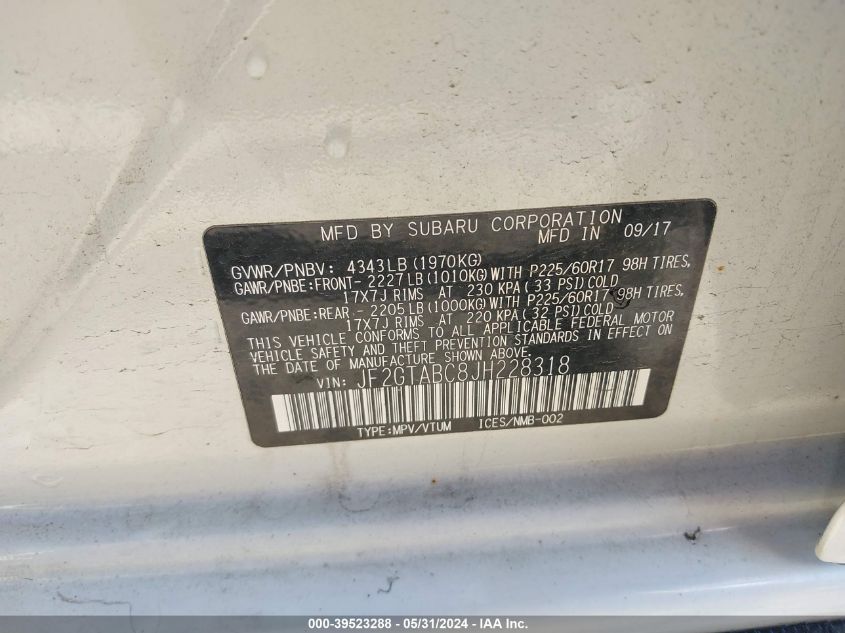 MFD BY SUBARU CORPORATION
MFD IN 09/17
GVWR/PNBV: 4343LB (1970KG)
GAWR/PNBE:FRONT- 2227LB (1010KG) WITH P225/60R17 98H TIRES,
17X7J RIMS AT 230 KPA (33 PSI) COLD
GAWR/PNBE:REAR - 2205LB (1000KG) WITH P225/60R17 98H TIRES,
17X7J RIMS AT 220 KPA (32 PSI) COLD
THIS VEHICLE CONFORMS TO ALL APPLICABLE FEDERAL MOTOR
VEHICLE SAFETY AND THEFT PREVENTION STANDARDS IN EFFECT ON
THE DATE OF MANUFACTURE SHOWN ABOVE.
VIN: JF2GTABC8JH228318
TYPE:MPV/VTUM ICES/NMB-002
000-39523288 - 05/31/2024 - IAA Inc.